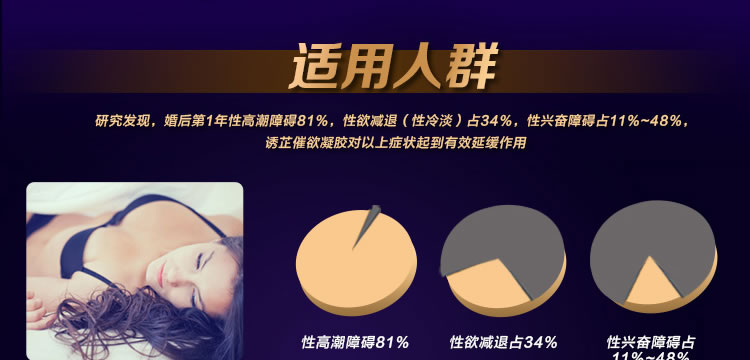 适用人群
研究发现，婚后第1年性高潮障碍81%，性欲减退（性冷淡）占34%，性兴奋障碍占11%~48%，
诱芷催欲凝胶对以上症状起到有效延缓作用
性高潮障碍81%
性欲减退占34%
性兴奋障碍占
11%~48%